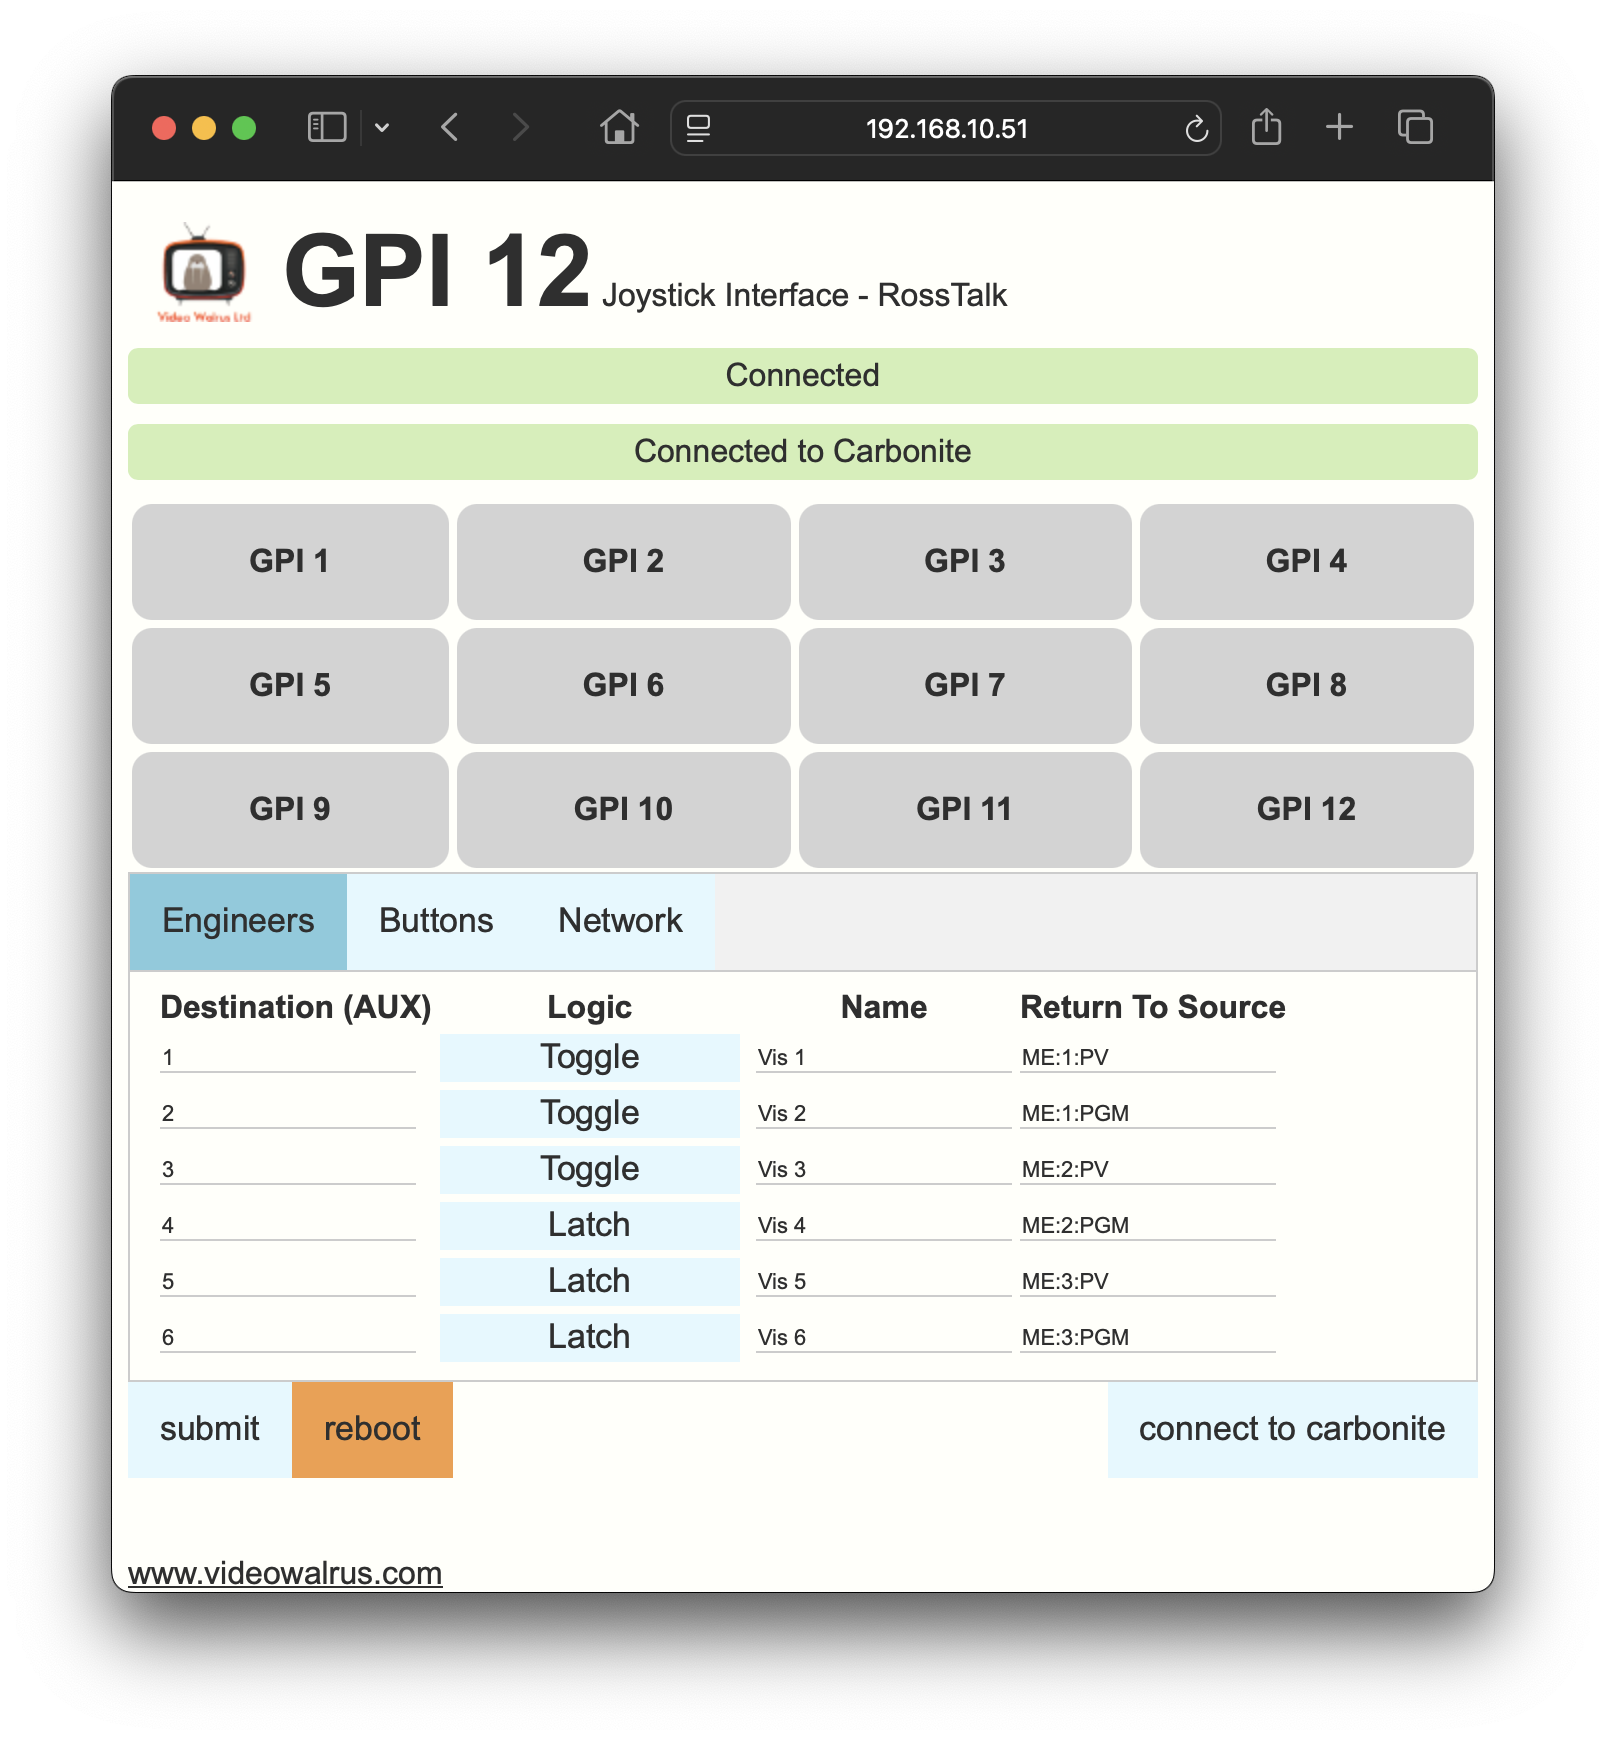 192.168.10.51
Video Walrus Ltd
GPI 12 Joystick Interface - RossTalk
Connected
Connected to Carbonite
GPI 1 GPI 2 GPI 3 GPI 4
GPI 5 GPI 6 GPI 7 GPI 8
GPI 9 GPI 10 GPI 11 GPI 12
Engineers Buttons Network
Destination (AUX) Logic Name Return To Source
1 Toggle Vis 1 ME:1:PV
2 Toggle Vis 2 ME:1:PGM
3 Toggle Vis 3 ME:2:PV
4 Latch Vis 4 ME:2:PGM
5 Latch Vis 5 ME:3:PV
6 Latch Vis 6 ME:3:PGM
submit reboot connect to carbonite
www.videowalrus.com